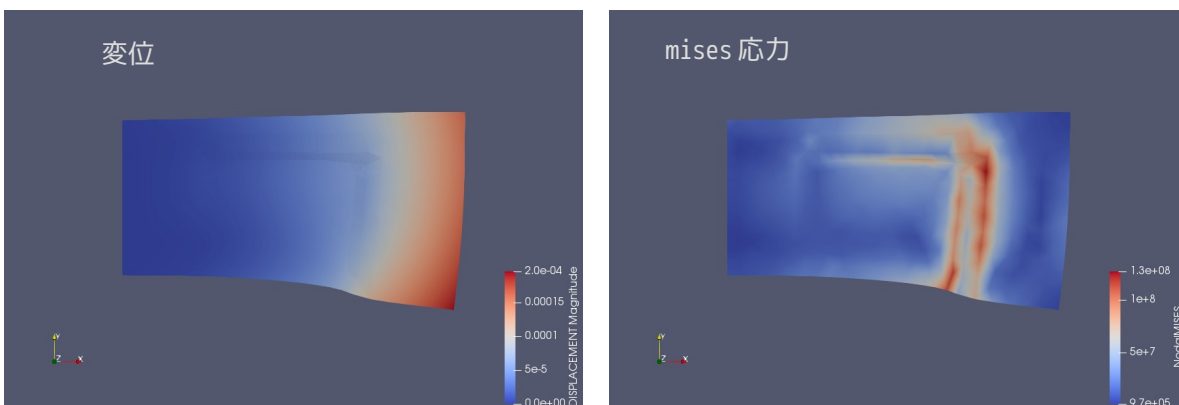 変位
2.0e-04
0.00015
0.0001
5e-5
0.0e+00
DISPLACEMENT Magnitude
Y
Z
X
mises 応力
1.3e+08
1e+8
5e+7
9.7e+05
NodalMISES
Y
Z
X